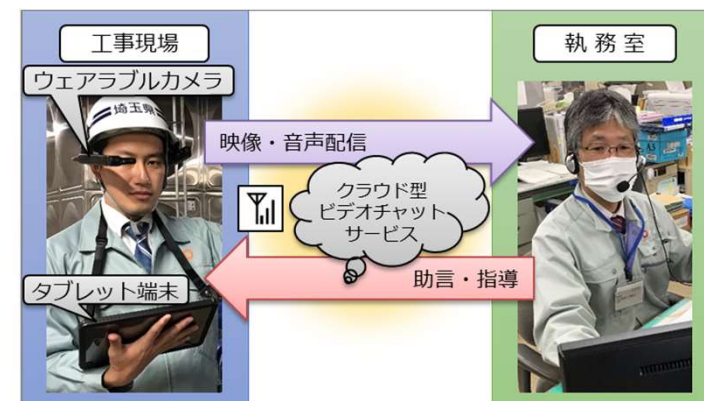 工事現場
執務室
ウェアラブルカメラ
埼玉県
映像・音声配信
クラウド型
ビデオチャット
サービス
助言・指導
タブレット端末